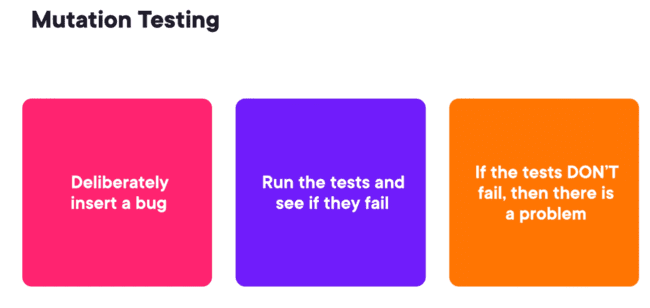 Mutation Testing
Deliberately
insert a bug
Run the tests and
see if they fail
If the tests DON'T
fail, then there is
a problem